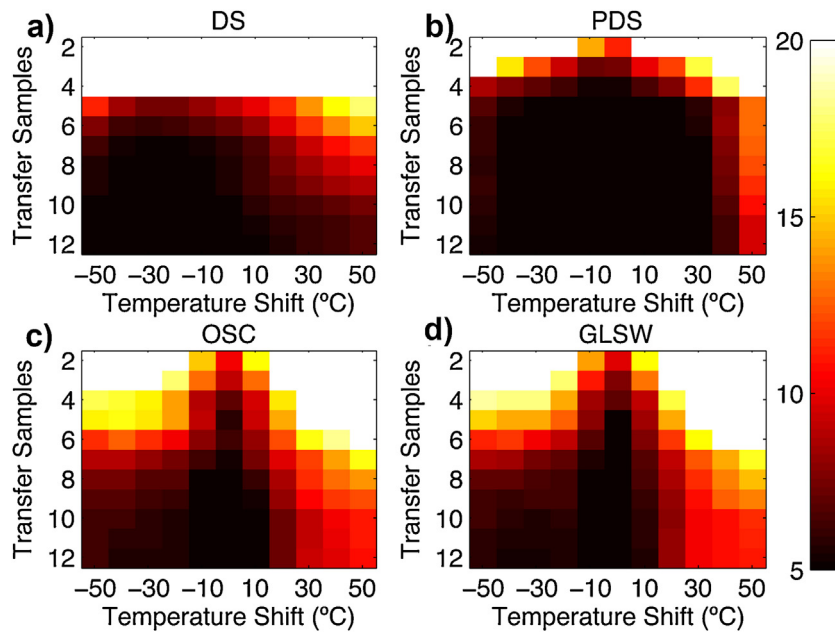 a) DS
b) PDS
Transfer Samples
2
4
6
8
10
12
−50 −30 −10 10 30 50
Temperature Shift (ºC)
Transfer Samples
2
4
6
8
10
12
−50 −30 −10 10 30 50
Temperature Shift (ºC)
c) OSC
d) GLSW
Transfer Samples
2
4
6
8
10
12
−50 −30 −10 10 30 50
Temperature Shift (ºC)
Transfer Samples
2
4
6
8
10
12
−50 −30 −10 10 30 50
Temperature Shift (ºC)
20
15
10
5